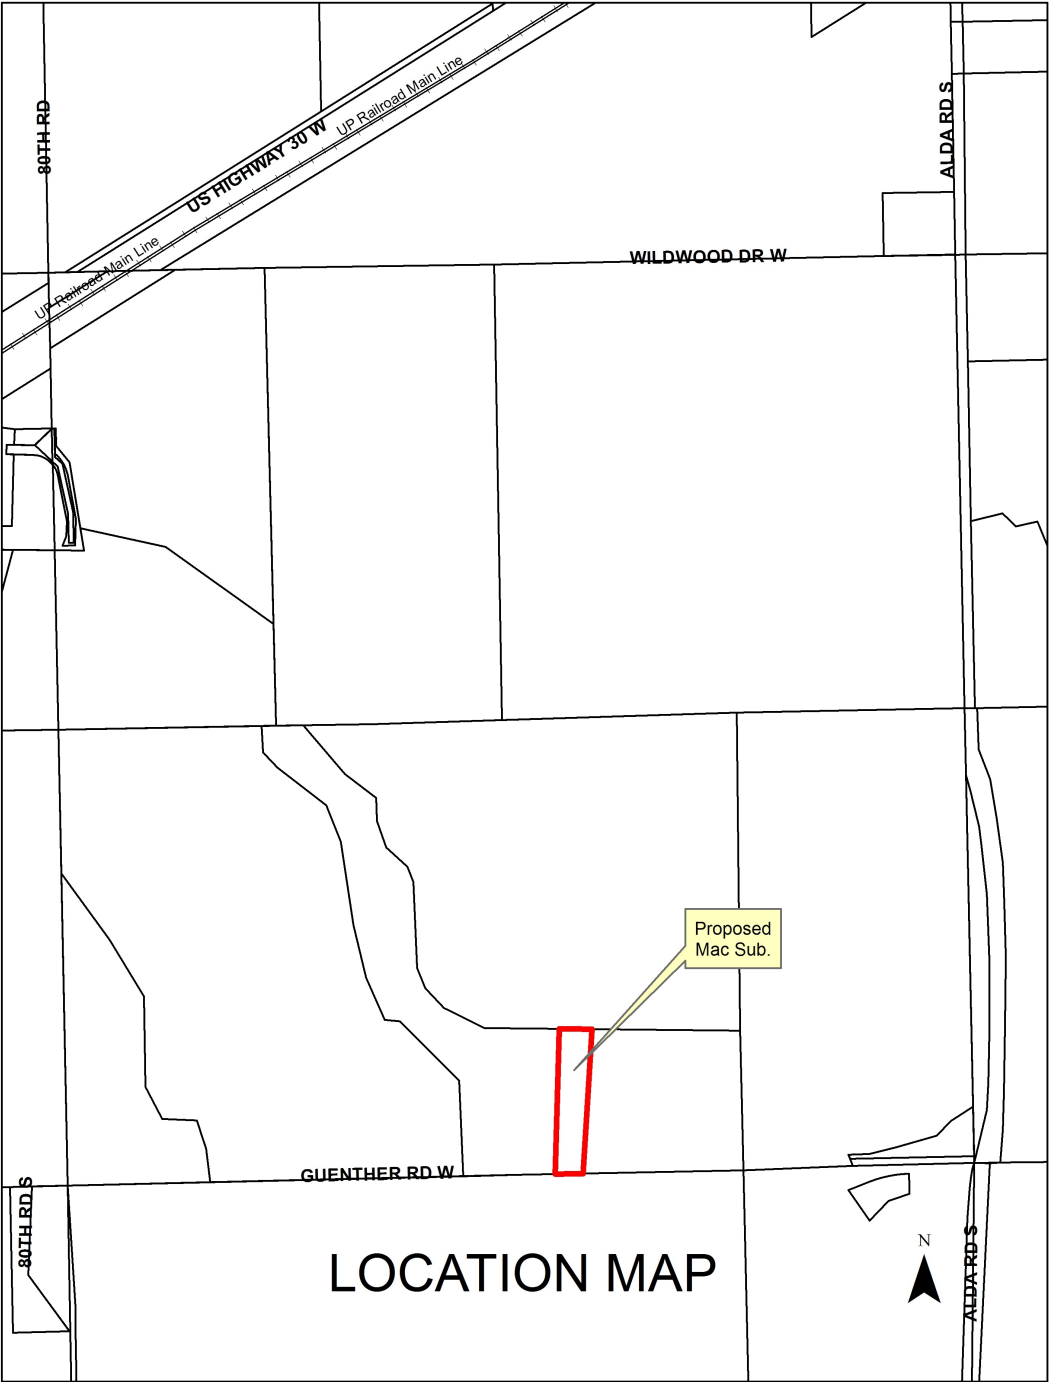 80TH RD
UP Railroad Main Line
US HIGHWAY 30 W
ALDA RD S
UP Railroad Main Line
WILDWOOD DR W
Proposed
Mac Sub.
GUENTHER RD W
80TH RD S
LOCATION MAP
N
ALDA RD S